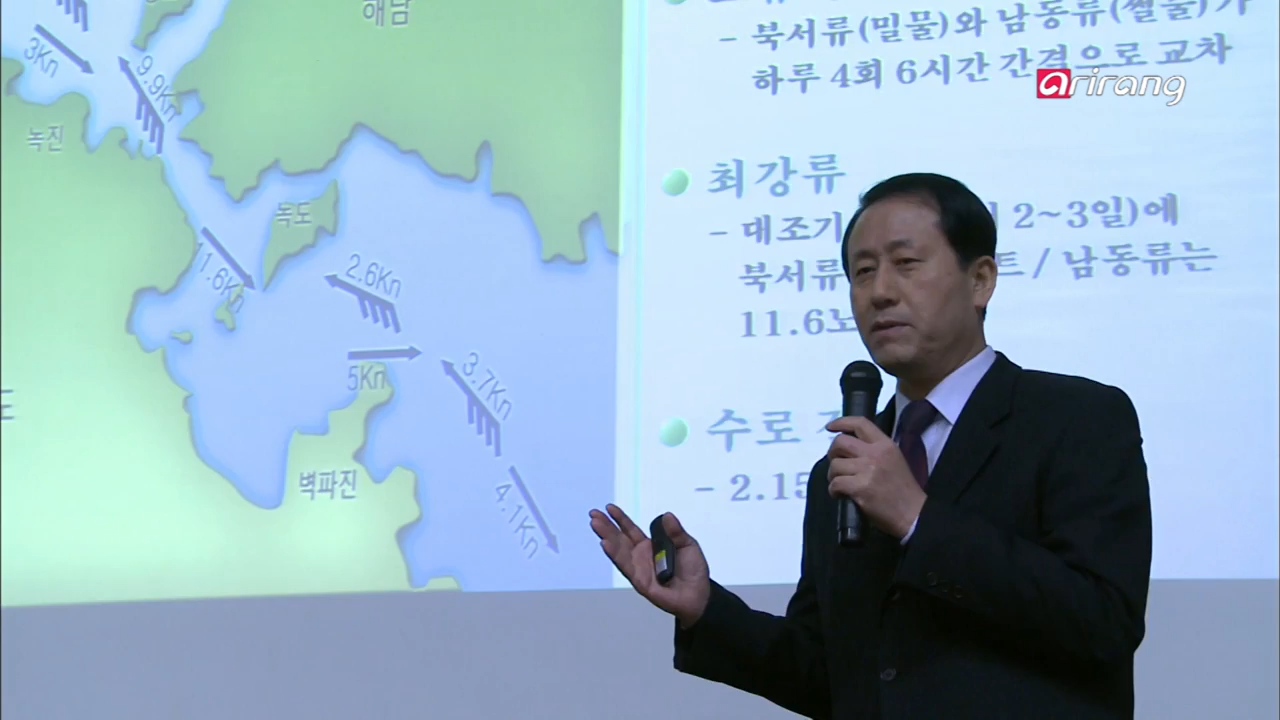 해남
3Kn
9.9Kn
녹진
녹도
1.6Kn
2.6Kn
5Kn
3.7Kn
4.1Kn
벽파진
- 북서류(밀물)와 남동류(썰물)가
하루 4회 6시간 간격으로 교차
arirang
최강류
- 대조기 2~3일)에
북서류 트 / 남동류는
11.6노
수로
- 2.15